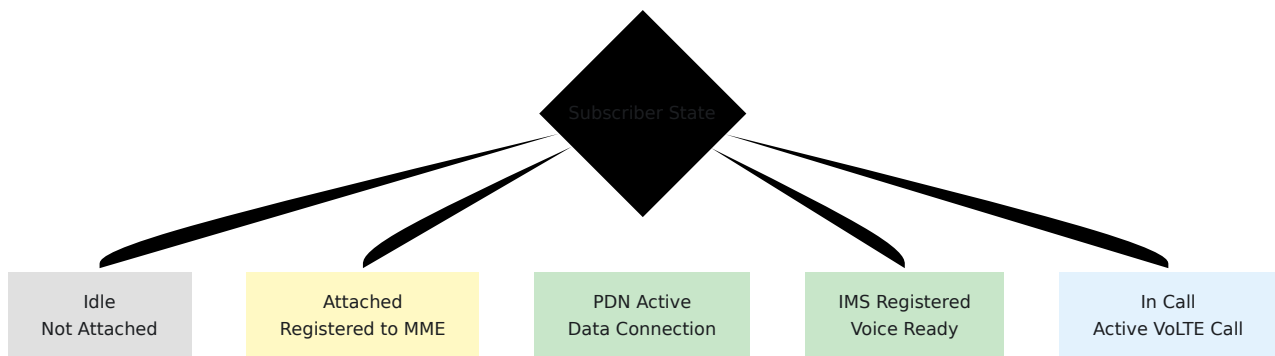 Subscriber State
Idle
Not Attached
Attached
Registered to MME
PDN Active
Data Connection
IMS Registered
Voice Ready
In Call
Active VoLTE Call